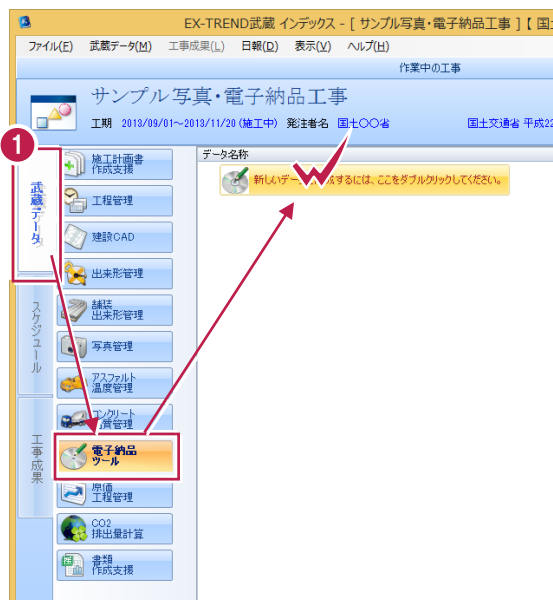 EX-TREND武蔵 インデックス - [ サンプル写真・電子納品工事 ] 【 国土
ファイル(F) 武蔵データ(M) 工事成果(L) 日報(D) 表示(V) ヘルプ(H)
作業中の工事
サンプル写真・電子納品工事
工期 2013/09/01～2013/11/20 (施工中) 発注者名 国土〇〇省 国土交通省 平成22
1
武蔵データ
スケジュール
工事成果
施工計画書
作成支援
工程管理
建設CAD
出来形管理
舗装
出来形管理
写真管理
アスファルト
温度管理
コンクリート
質管理
電子納品
ツール
原価
工程管理
CO2
排出量計算
書類
作成支援
データ名称
新しいデー するには、ここをダブルクリックしてください。